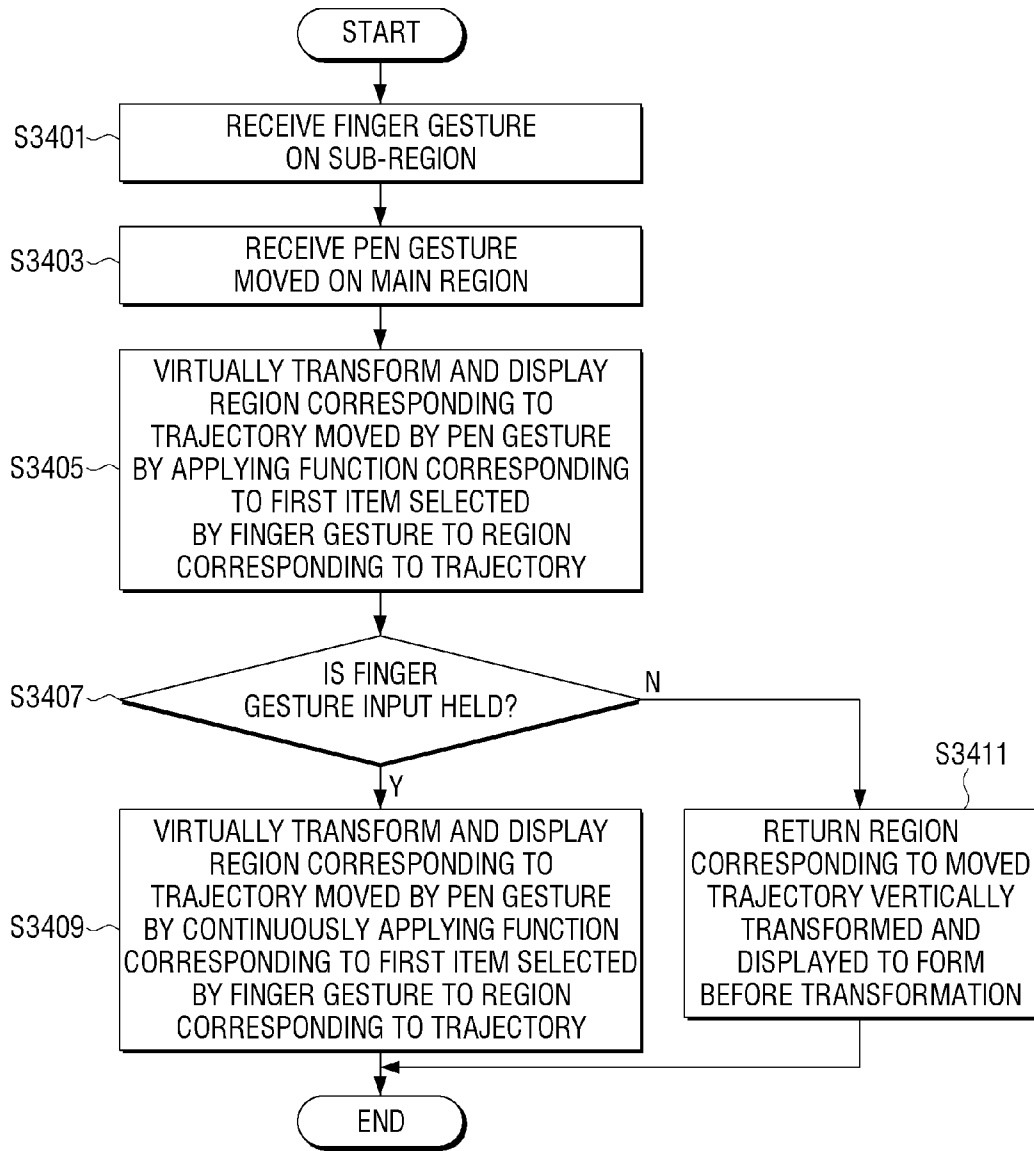 START
S3401
RECEIVE FINGER GESTURE
ON SUB-REGION
S3403
RECEIVE PEN GESTURE
MOVED ON MAIN REGION
S3405
VIRTUALLY TRANSFORM AND DISPLAY
REGION CORRESPONDING TO
TRAJECTORY MOVED BY PEN GESTURE
BY APPLYING FUNCTION CORRESPONDING
TO FIRST ITEM SELECTED
BY FINGER GESTURE TO REGION
CORRESPONDING TO TRAJECTORY
S3407
IS FINGER
GESTURE INPUT HELD?
N
Y
S3409
VIRTUALLY TRANSFORM AND DISPLAY
REGION CORRESPONDING TO
TRAJECTORY MOVED BY PEN GESTURE
BY CONTINUOUSLY APPLYING FUNCTION
CORRESPONDING TO FIRST ITEM SELECTED
BY FINGER GESTURE TO REGION
CORRESPONDING TO TRAJECTORY
S3411
RETURN REGION
CORRESPONDING TO MOVED
TRAJECTORY VERTICALLY
TRANSFORMED AND
DISPLAYED TO FORM
BEFORE TRANSFORMATION
END